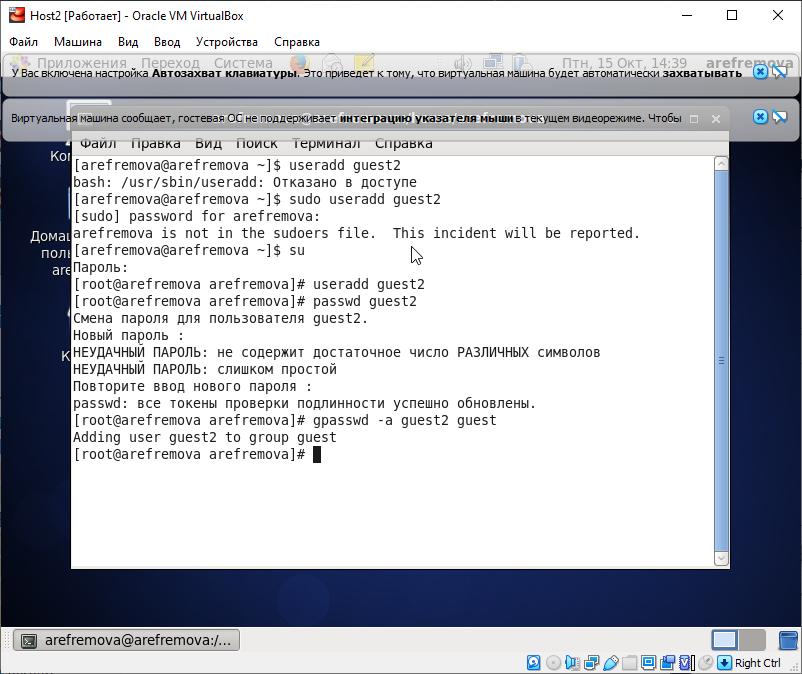 Host2 [Работает] - Oracle VM VirtualBox
Файл Машина Вид Ввод Устройства Справка
Приложения Переход Система Птн, 15 Окт, 14:39 arefremova
У Вас включена настройка Автозахват клавиатуры. Это приведет к тому, что виртуальная машина будет автоматически захватывать
Виртуальная машина сообщает, гостевая ОС не поддерживает интеграцию указателя мыши в текущем видеорежиме. Чтобы
Файл Правка Вид Поиск Терминал Справка
[arefremova@arefremova ~]$ useradd guest2
bash: /usr/sbin/useradd: Отказано в доступе
[arefremova@arefremova ~]$ sudo useradd guest2
[sudo] password for arefremova:
arefremova is not in the sudoers file.  This incident will be reported.
[arefremova@arefremova ~]$ su
Пароль:
[root@arefremova arefremova]# useradd guest2
[root@arefremova arefremova]# passwd guest2
Смена пароля для пользователя guest2.
Новый пароль :
НЕУДАЧНЫЙ ПАРОЛЬ: не содержит достаточное число РАЗЛИЧНЫХ символов
НЕУДАЧНЫЙ ПАРОЛЬ: слишком простой
Повторите ввод нового пароля :
passwd: все токены проверки подлинности успешно обновлены.
[root@arefremova arefremova]# gpasswd -a guest2 guest
Adding user guest2 to group guest
[root@arefremova arefremova]#
Ко
Дома
пол
are
К
arefremova@arefremova:/...
Right Ctrl